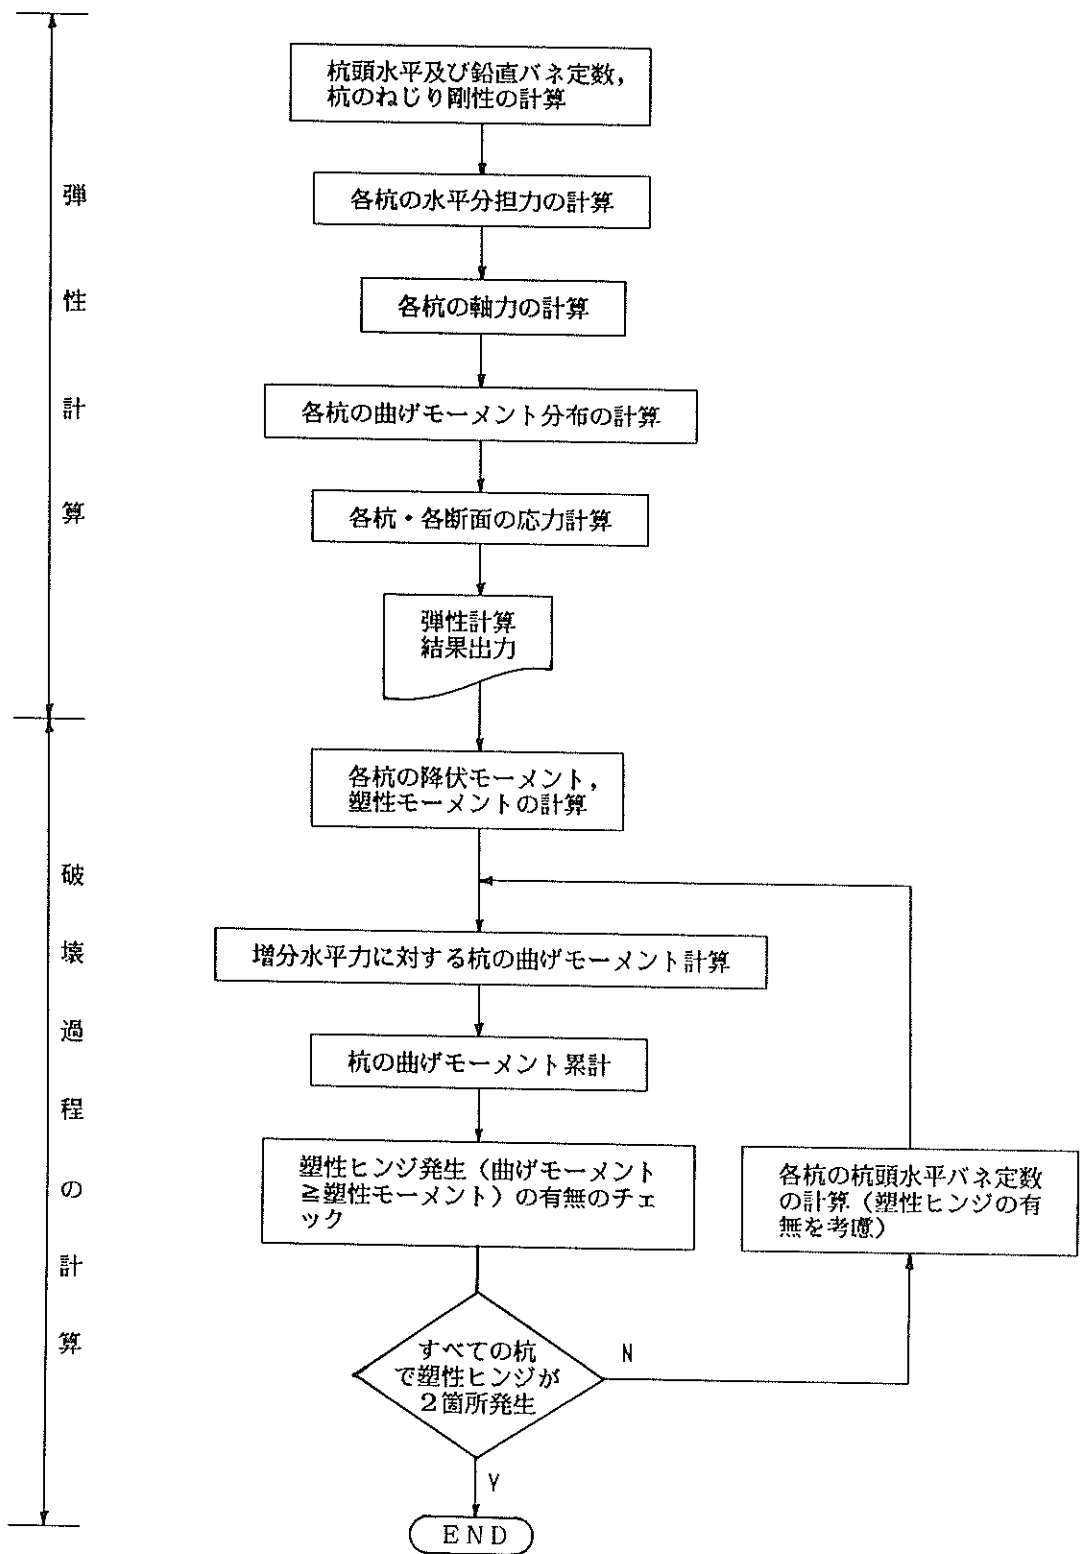 杭頭水平及び鉛直バネ定数，
杭のねじり剛性の計算
各杭の水平分担力の計算
各杭の軸力の計算
各杭の曲げモーメント分布の計算
各杭・各断面の応力計算
弾性計算
結果出力
弾性計算
各杭の降伏モーメント，
塑性モーメントの計算
増分水平力に対する杭の曲げモーメント計算
杭の曲げモーメント累計
塑性ヒンジ発生（曲げモーメント
≧塑性モーメント）の有無のチェ
ック
各杭の杭頭水平バネ定数
の計算（塑性ヒンジの有
無を考慮）
すべての杭
で塑性ヒンジが
2箇所発生
N
Y
END
破壊過程の計算